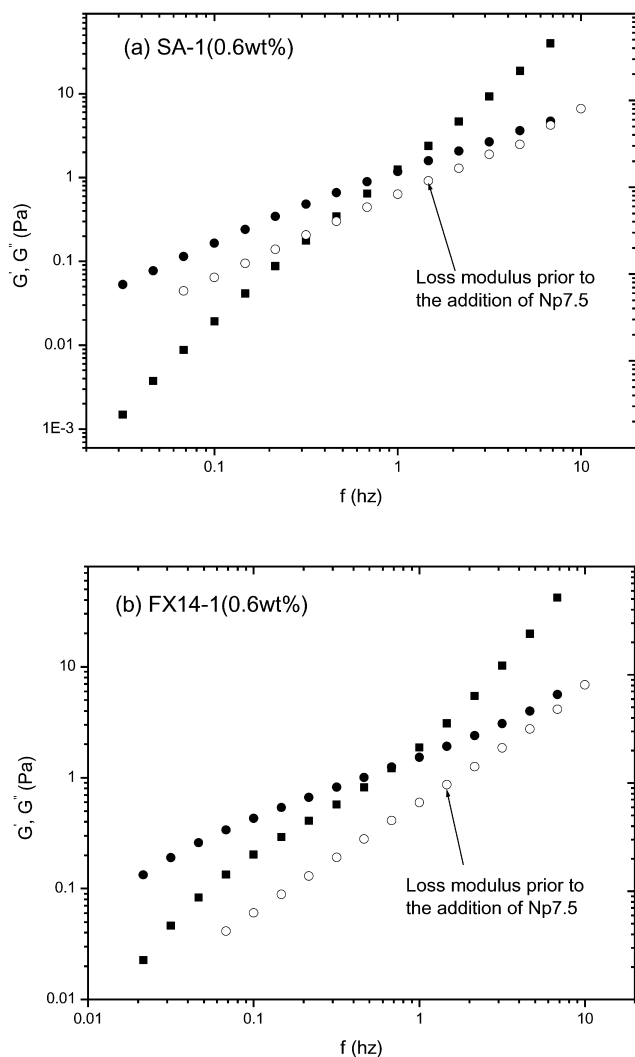 (a) SA-1(0.6wt%)
10
1
0.1
0.01
1E-3
G', G" (Pa)
Loss modulus prior to
the addition of Np7.5
0.1
1
10
f (hz)
(b) FX14-1(0.6wt%)
10
1
0.1
0.01
G', G" (Pa)
Loss modulus prior to
the addition of Np7.5
0.01
0.1
1
10
f (hz)